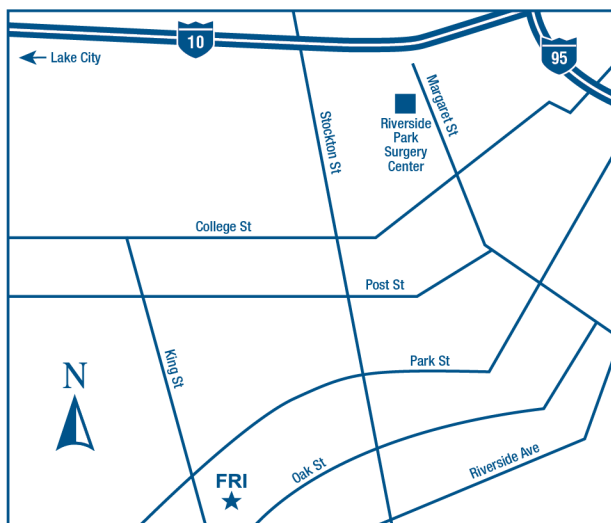 10
95
Lake City
Stockton St
Margaret St
Riverside
Park
Surgery
Center
College St
Post St
King St
Park St
N
Oak St
Riverside Ave
FRI